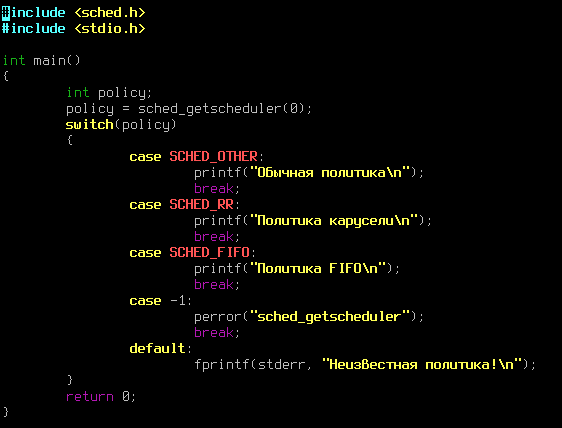 #include <sched.h>
#include <stdio.h>
int main()
{
int policy;
policy = sched_getscheduler(0);
switch(policy)
{
case SCHED_OTHER:
printf("Обычная политика\n");
break;
case SCHED_RR:
printf("Политика карусели\n");
break;
case SCHED_FIFO:
printf("Политика FIFO\n");
break;
case -1:
perror("sched_getscheduler");
break;
default:
fprintf(stderr, "Неизвестная политика!\n");
}
return 0;
}